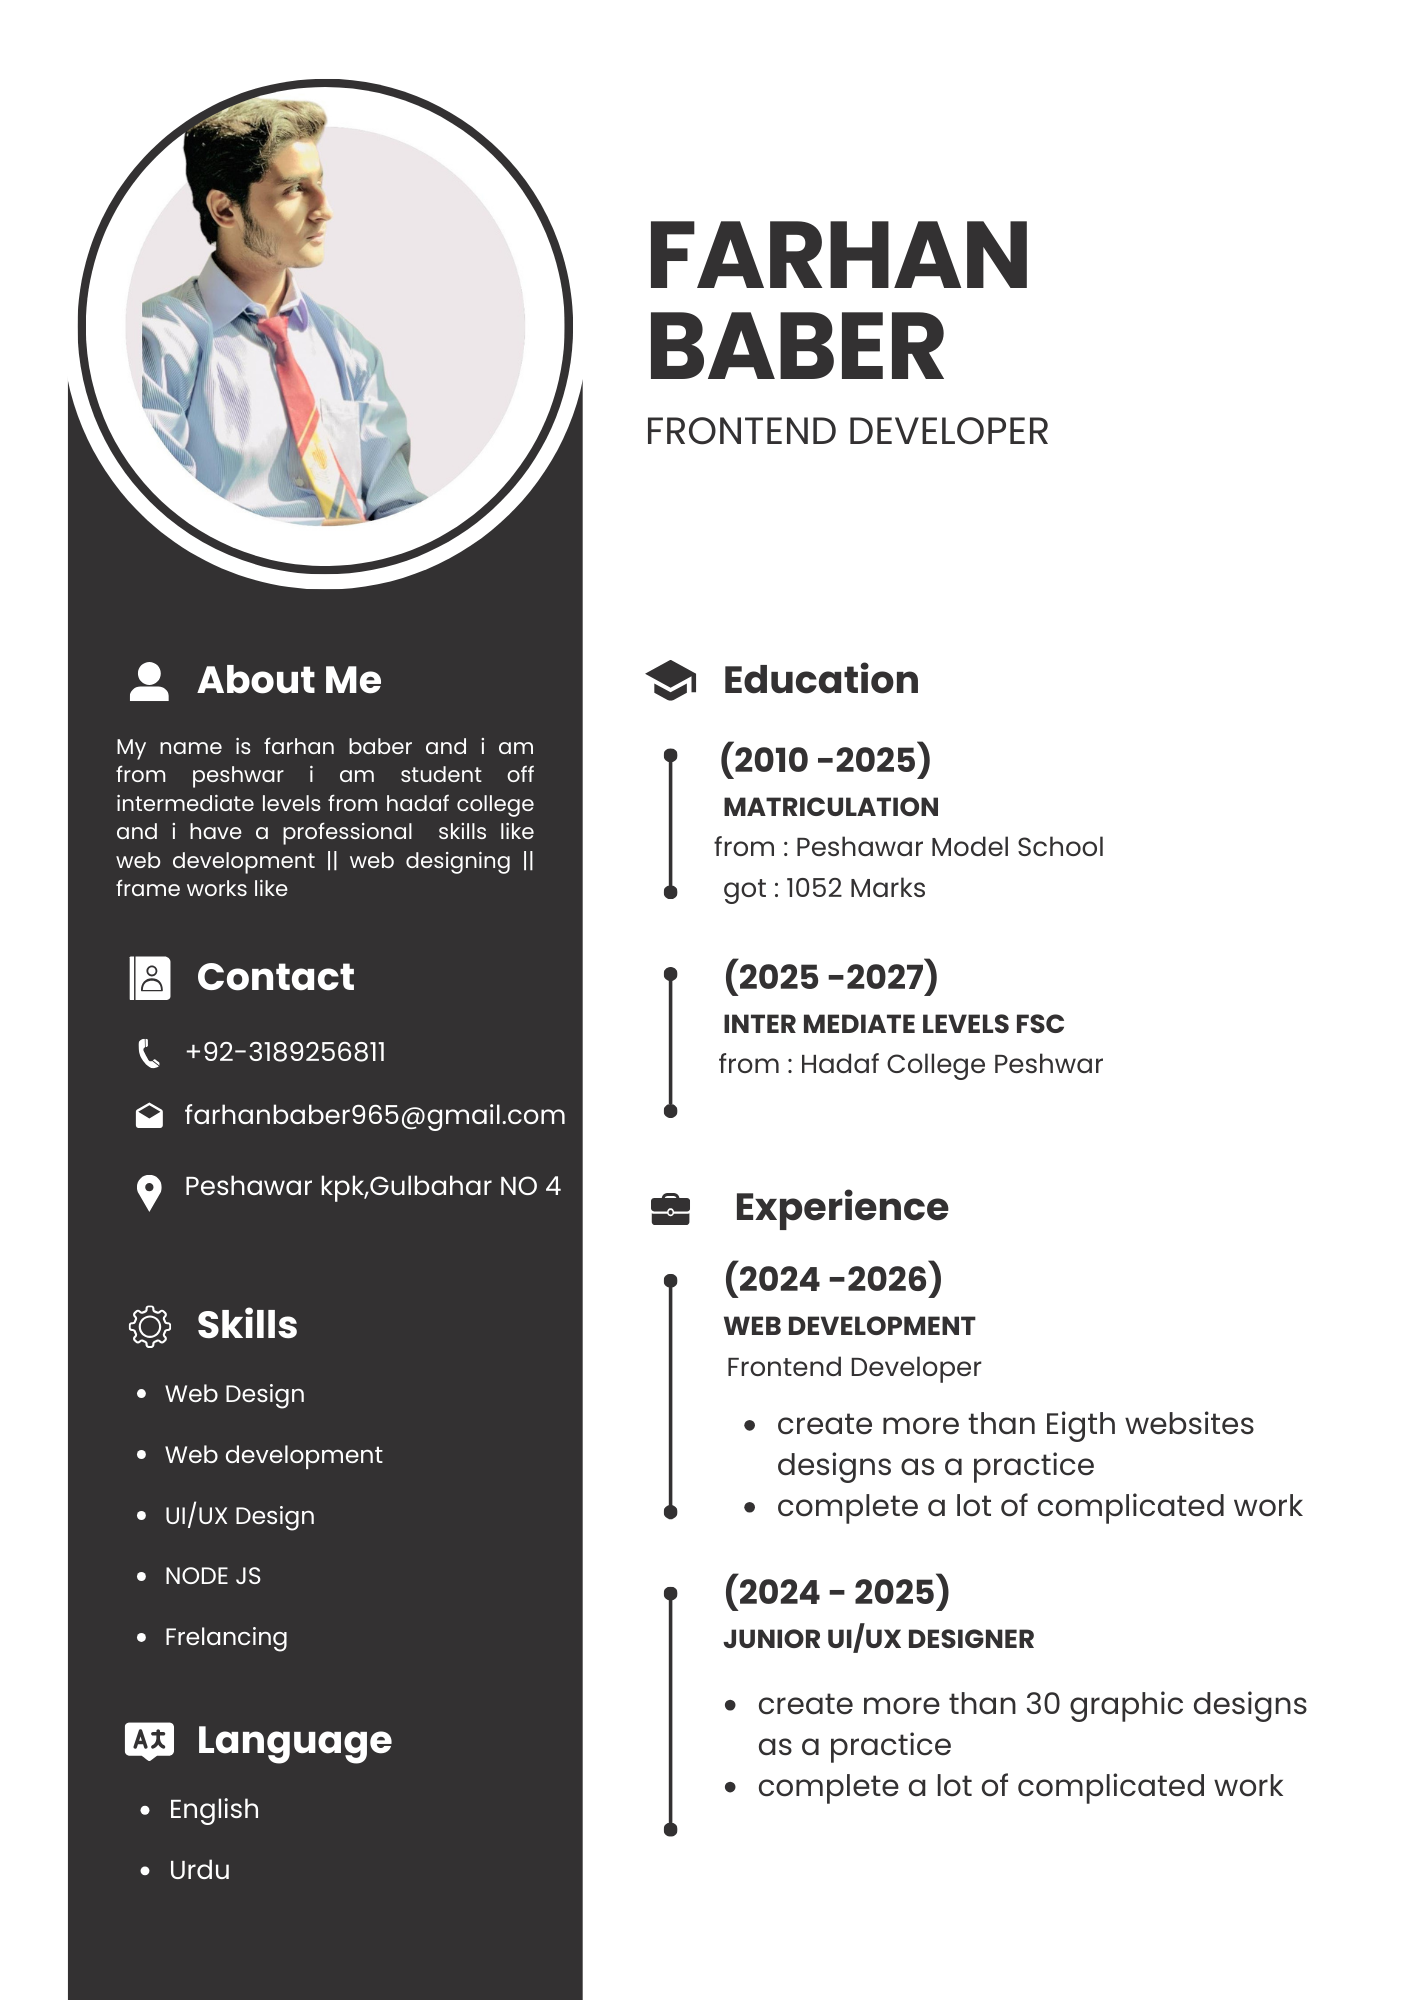 FARHAN
BABER
FRONTEND DEVELOPER
About Me
My name is farhan baber and i am
from peshwar i am student off
intermediate levels from hadaf college
and i have a professional skills like
web development || web designing ||
frame works like
Contact
+92-3189256811
farhanbaber965@gmail.com
Peshawar kpk,Gulbahar NO 4
Skills
• Web Design
• Web development
• UI/UX Design
• NODE JS
• Frelancing
Language
• English
• Urdu
Education
(2010 -2025)
MATRICULATION
from : Peshawar Model School
got : 1052 Marks
(2025 -2027)
INTER MEDIATE LEVELS FSC
from : Hadaf College Peshwar
Experience
(2024 -2026)
WEB DEVELOPMENT
Frontend Developer
• create more than Eigth websites
designs as a practice
• complete a lot of complicated work
(2024 - 2025)
JUNIOR UI/UX DESIGNER
• create more than 30 graphic designs
as a practice
• complete a lot of complicated work